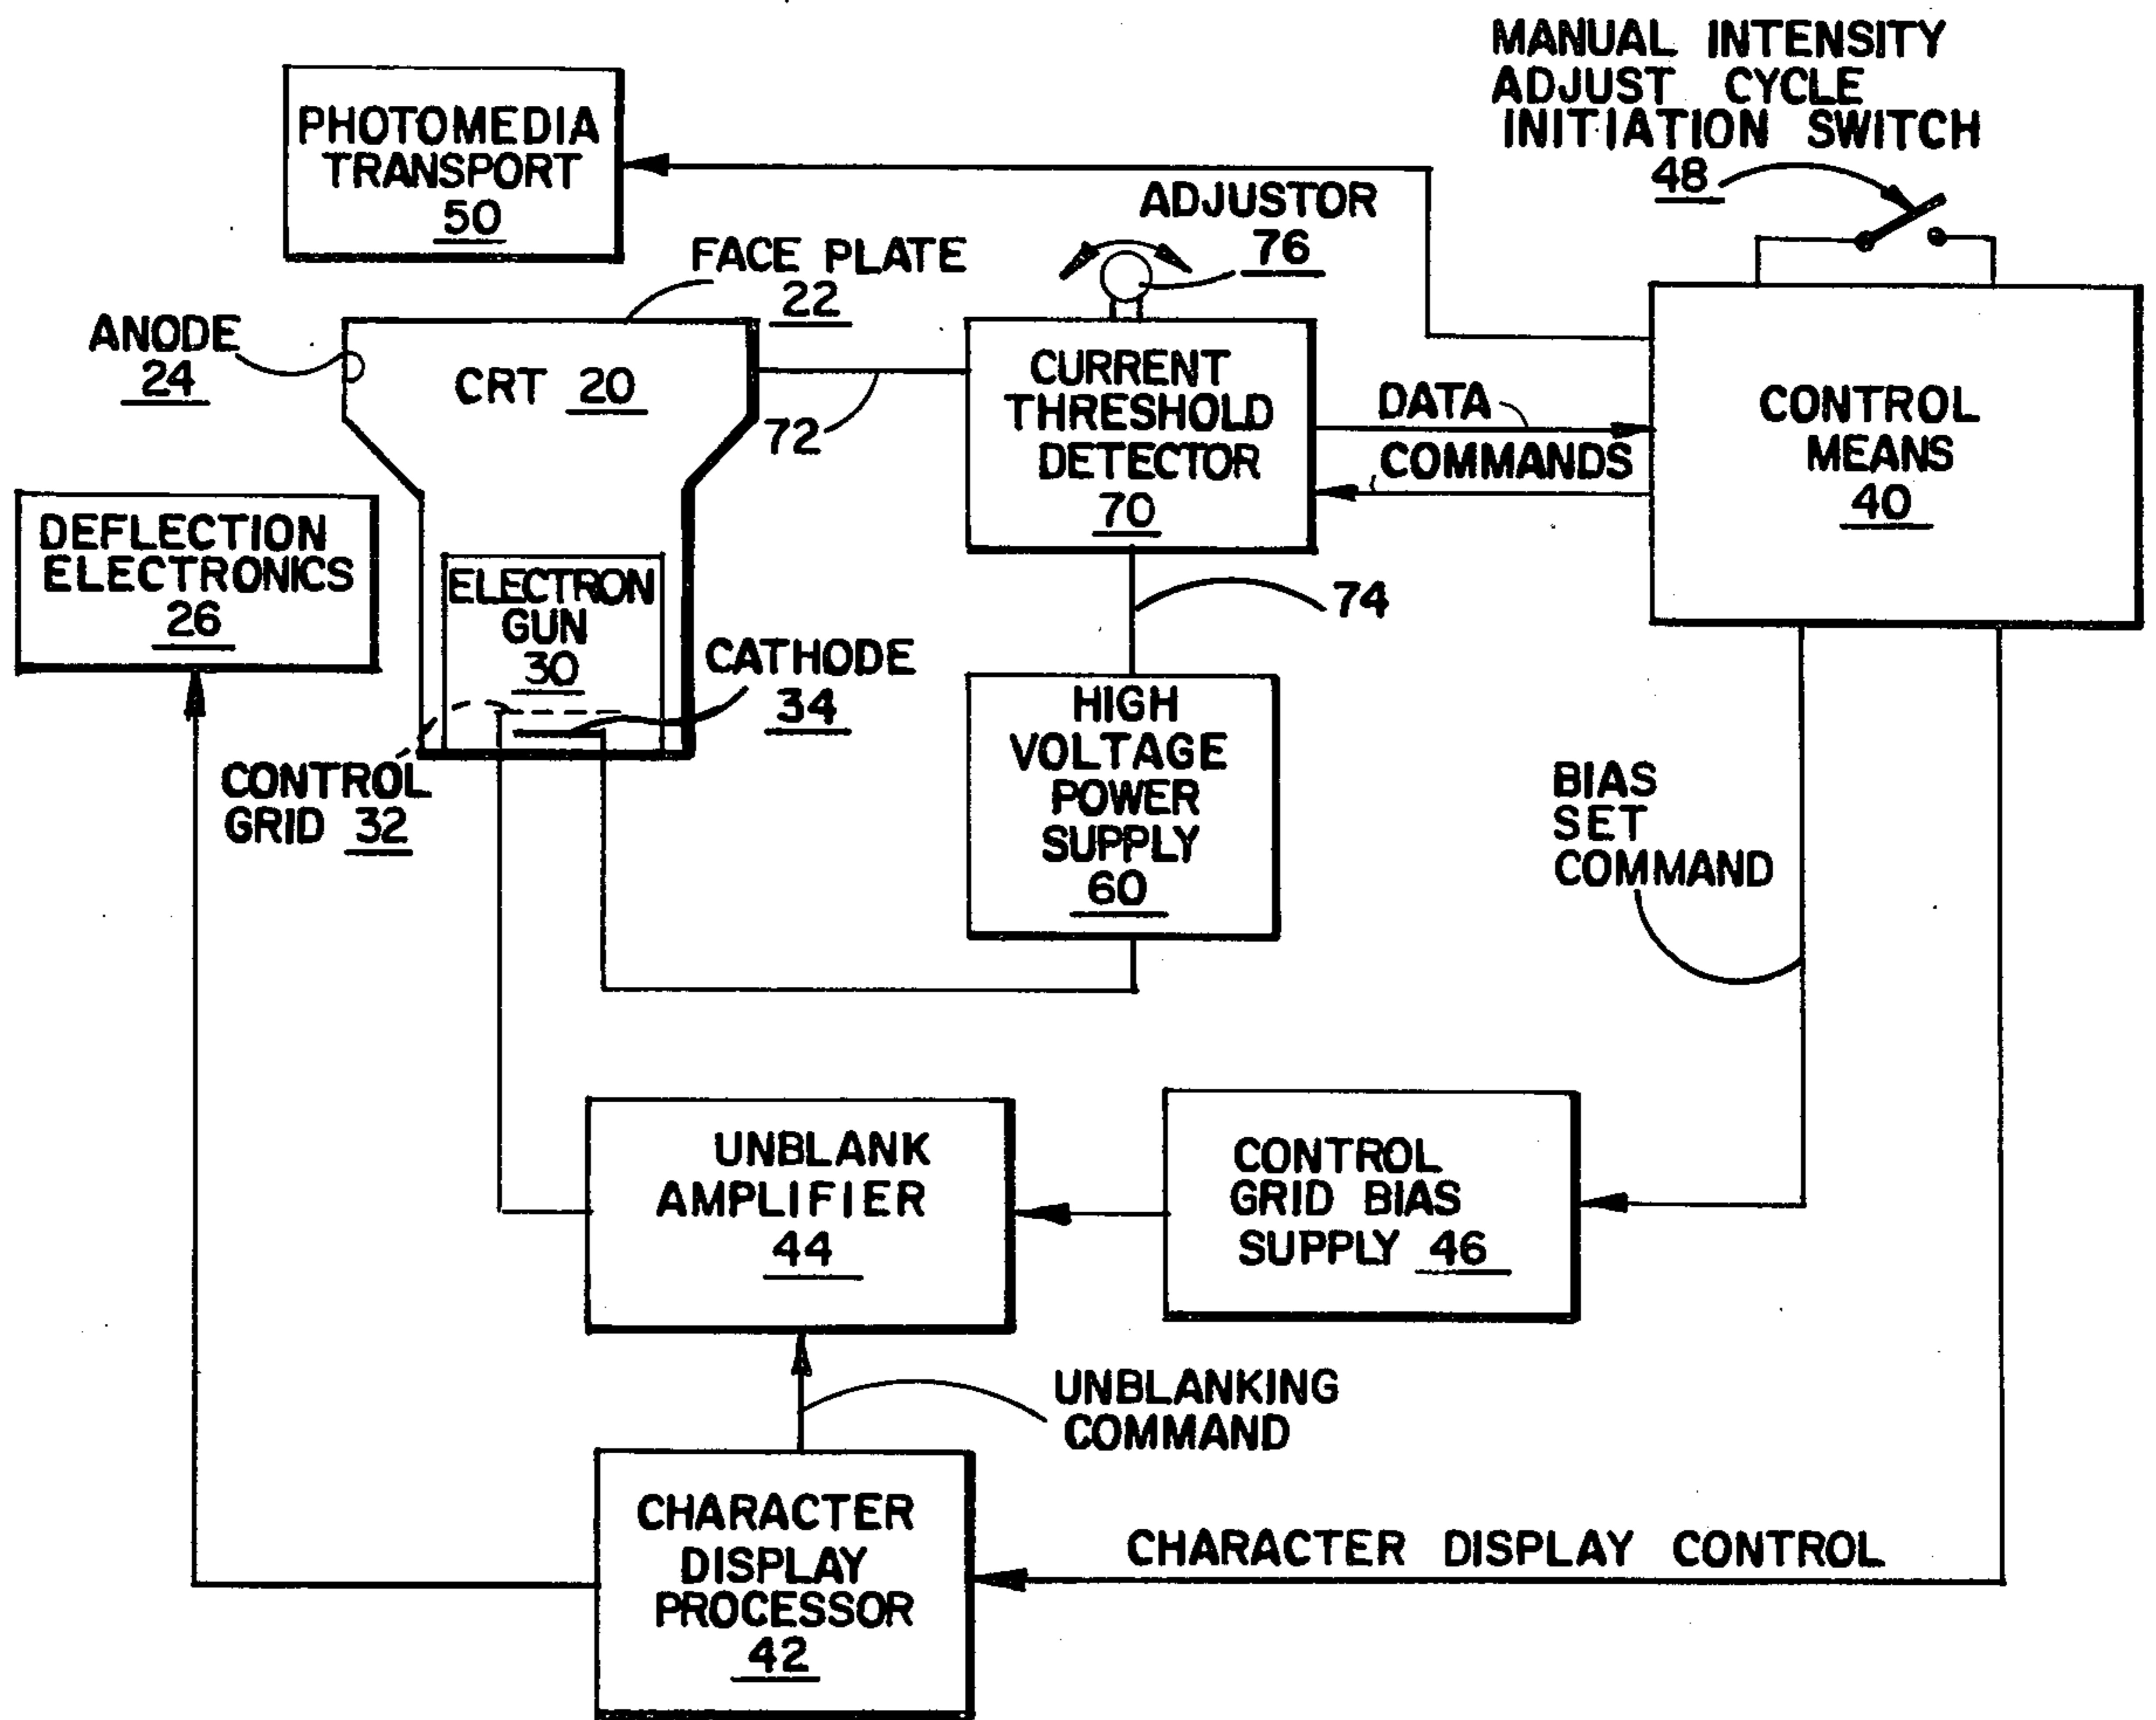 MANUAL INTENSITY
ADJUST CYCLE
INITIATION SWITCH
48
PHOTOMEDIA
TRANSPORT
50
ADJUSTOR
76
FACE PLATE
22
ANODE
24
CRT 20
72
CURRENT
THRESHOLD
DETECTOR
70
DATA
COMMANDS
CONTROL
MEANS
40
DEFLECTION
ELECTRONICS
26
ELECTRON
GUN
30
CATHODE
34
74
CONTROL
GRID 32
HIGH
VOLTAGE
POWER
SUPPLY
60
BIAS
SET
COMMAND
UNBLANK
AMPLIFIER
44
CONTROL
GRID BIAS
SUPPLY 46
UNBLANKING
COMMAND
CHARACTER
DISPLAY
PROCESSOR
42
CHARACTER DISPLAY CONTROL